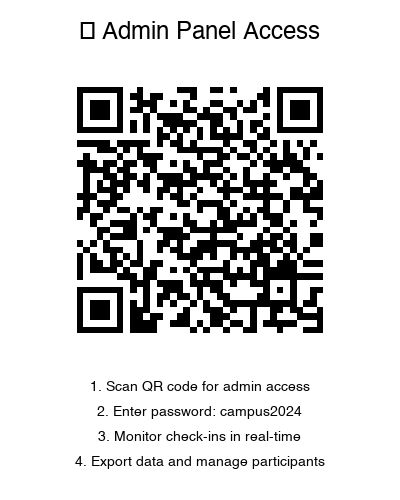 Admin Panel Access
1. Scan QR code for admin access
2. Enter password: campus2024
3. Monitor check-ins in real-time
4. Export data and manage participants